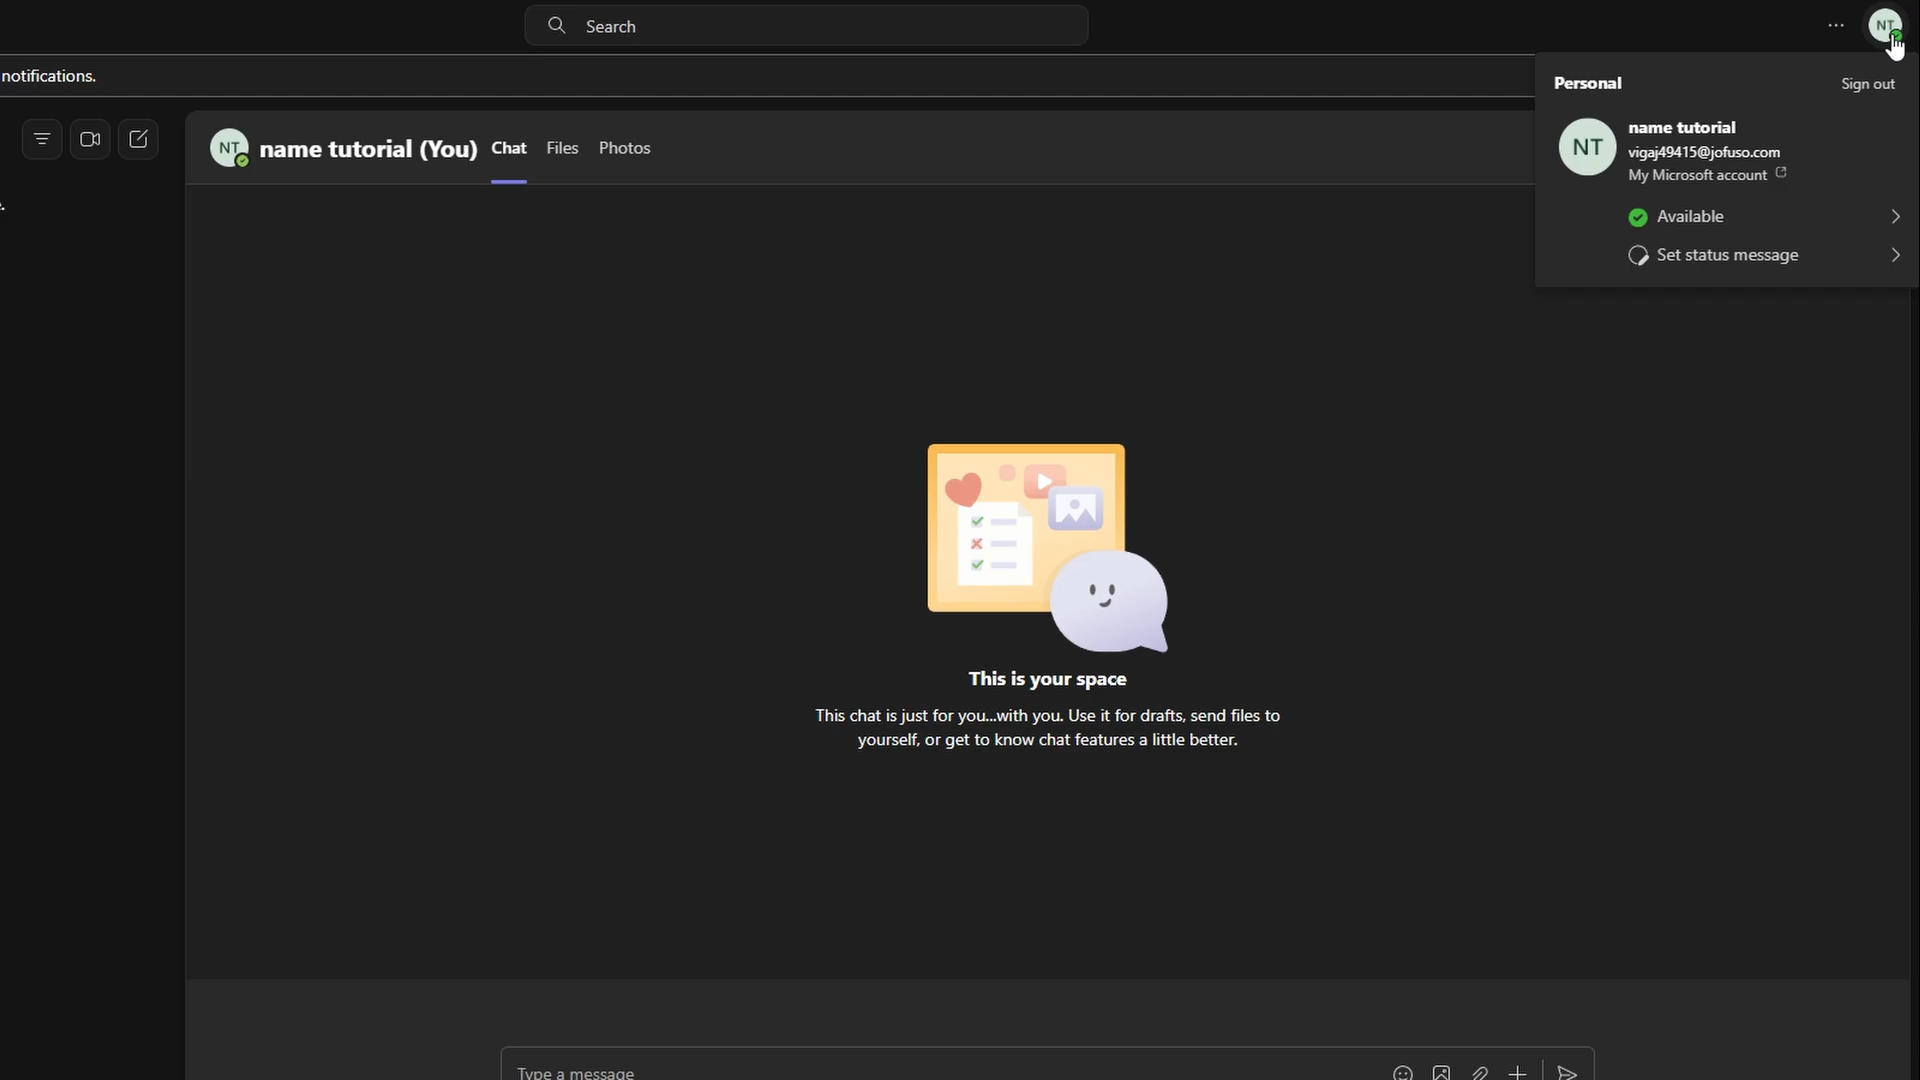 Search
NT
notifications.
Personal
Sign out
NT
name tutorial
vigaj49415@jofuso.com
My Microsoft account
Available
Set status message
NT
name tutorial (You)
Chat
Files
Photos
This is your space
This chat is just for you...with you. Use it for drafts, send files to
yourself, or get to know chat features a little better.
Type a message